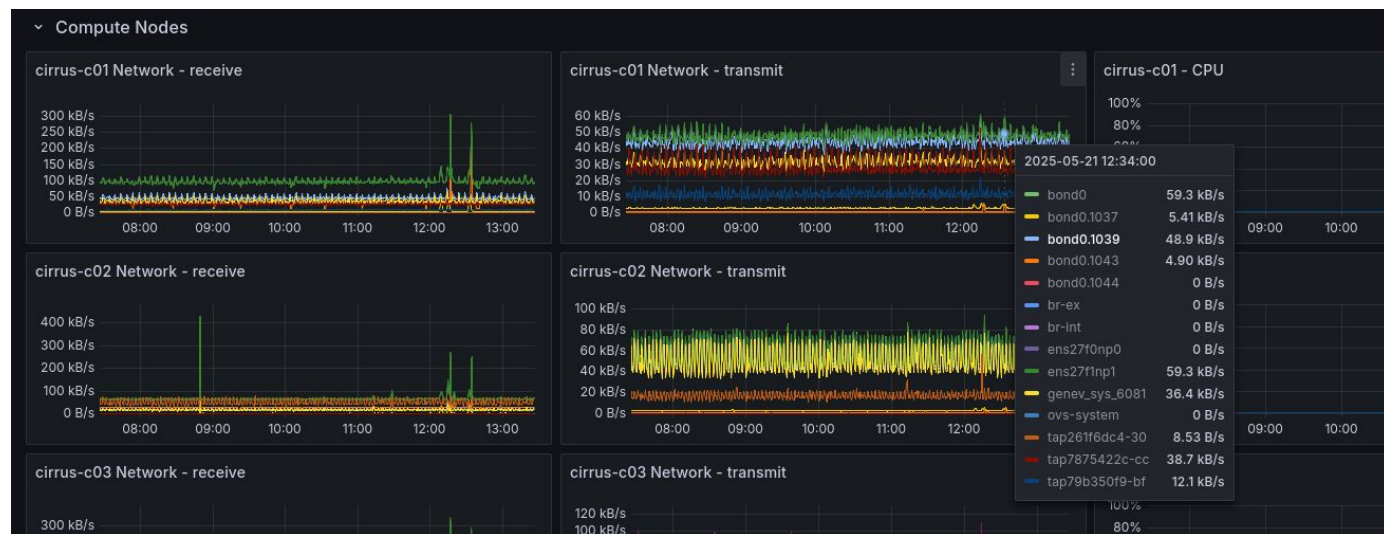 Compute Nodes
cirrus-c01 Network - receive
300 kB/s
250 kB/s
200 kB/s
150 kB/s
100 kB/s
50 kB/s
0 B/s
08:00 09:00 10:00 11:00 12:00 13:00
cirrus-c01 Network - transmit
60 kB/s
50 kB/s
40 kB/s
30 kB/s
20 kB/s
10 kB/s
0 B/s
08:00 09:00 10:00 11:00 12:00
cirrus-c01 - CPU
100%
80%
09:00 10:00
2025-05-21 12:34:00
bond0 59.3 kB/s
bond0.1037 5.41 kB/s
bond0.1039 48.9 kB/s
bond0.1043 4.90 kB/s
bond0.1044 0 B/s
br-ex 0 B/s
br-int 0 B/s
ens27f0np0 0 B/s
ens27f1np1 59.3 kB/s
genev_sys_6081 36.4 kB/s
ovs-system 0 B/s
tap261f6dc4-30 8.53 B/s
tap7875422c-cc 38.7 kB/s
tap79b350f9-bf 12.1 kB/s
cirrus-c02 Network - receive
400 kB/s
300 kB/s
200 kB/s
100 kB/s
0 B/s
08:00 09:00 10:00 11:00 12:00 13:00
cirrus-c02 Network - transmit
100 kB/s
80 kB/s
60 kB/s
40 kB/s
20 kB/s
0 B/s
08:00 09:00 10:00 11:00 12:00
09:00 10:00
cirrus-c03 Network - receive
300 kB/s
cirrus-c03 Network - transmit
120 kB/s
100 kB/s
100%
80%